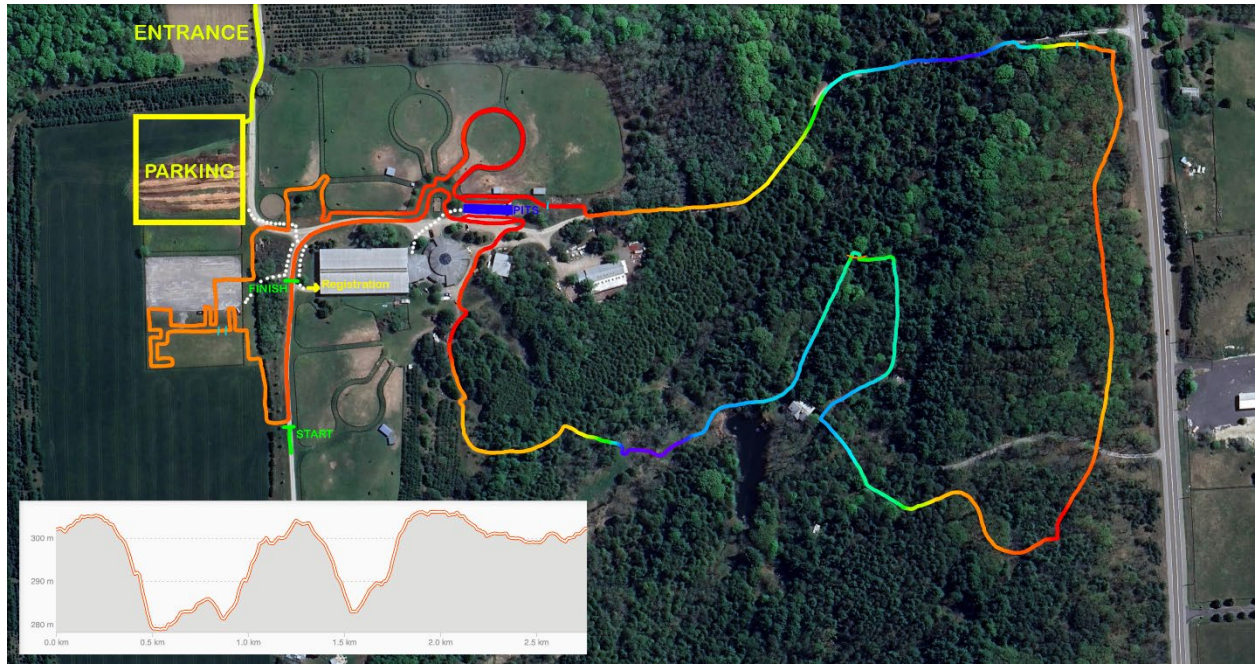 ENTRANCE
PARKING
PITS
FINISH
Registration
START
300 m
290 m
280 m
0.0 km
0.5 km
1.0 km
1.5 km
2.0 km
2.5 km